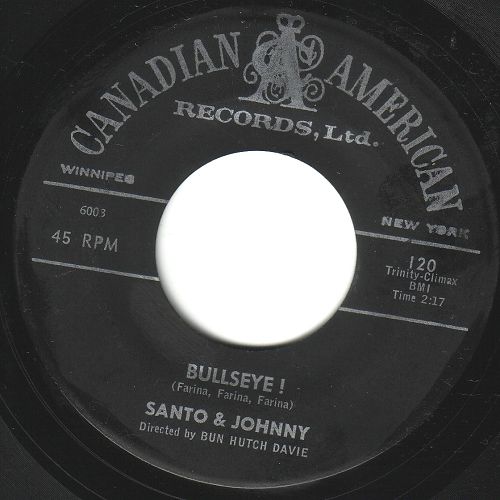 CANADIAN AMERICAN
RECORDS, Ltd.
WINNIPEG
NEW YORK
6003
45 RPM
120
Trinity-Climax
BMI
Time 2:17
BULLSEYE !
(Farina, Farina, Farina)
SANTO & JOHNNY
Directed by BUN HUTCH DAVIE